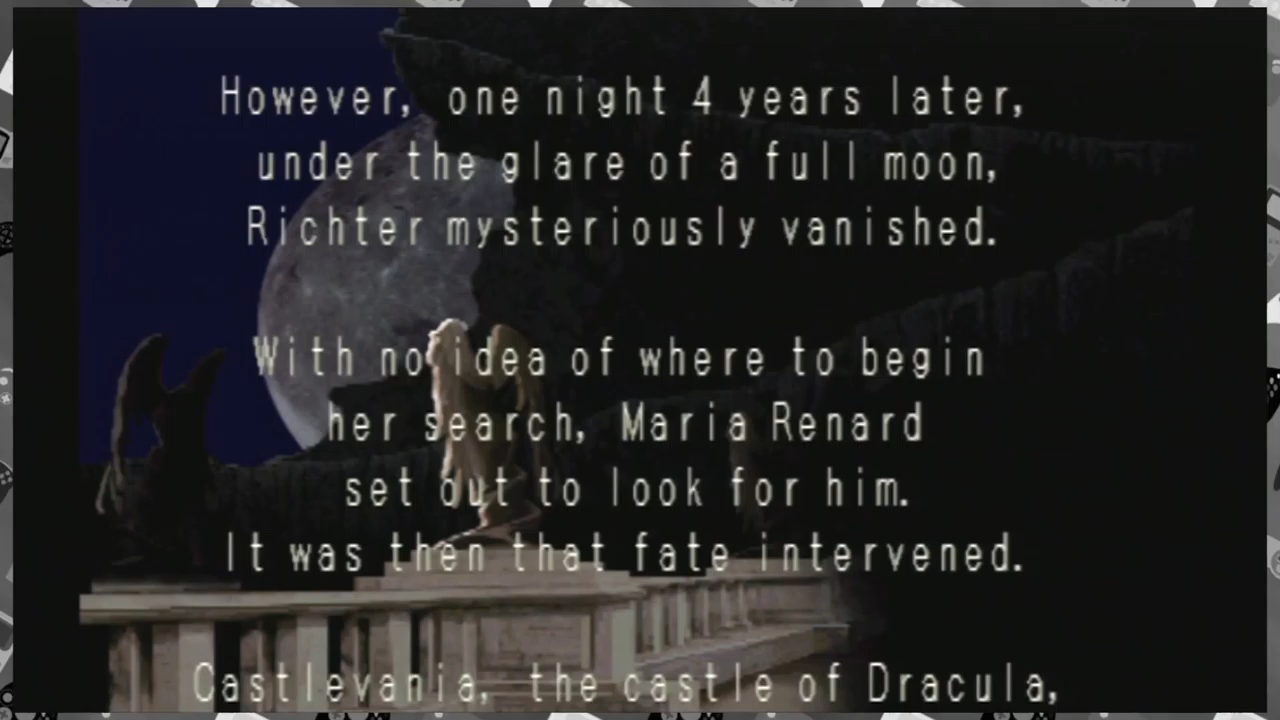 However, one night 4 years later,
under the glare of a full moon,
Richter mysteriously vanished.
With no idea of where to begin
her search, Maria Renard
set out to look for him.
It was then that fate intervened.
Castlevania, the castle of Dracula,